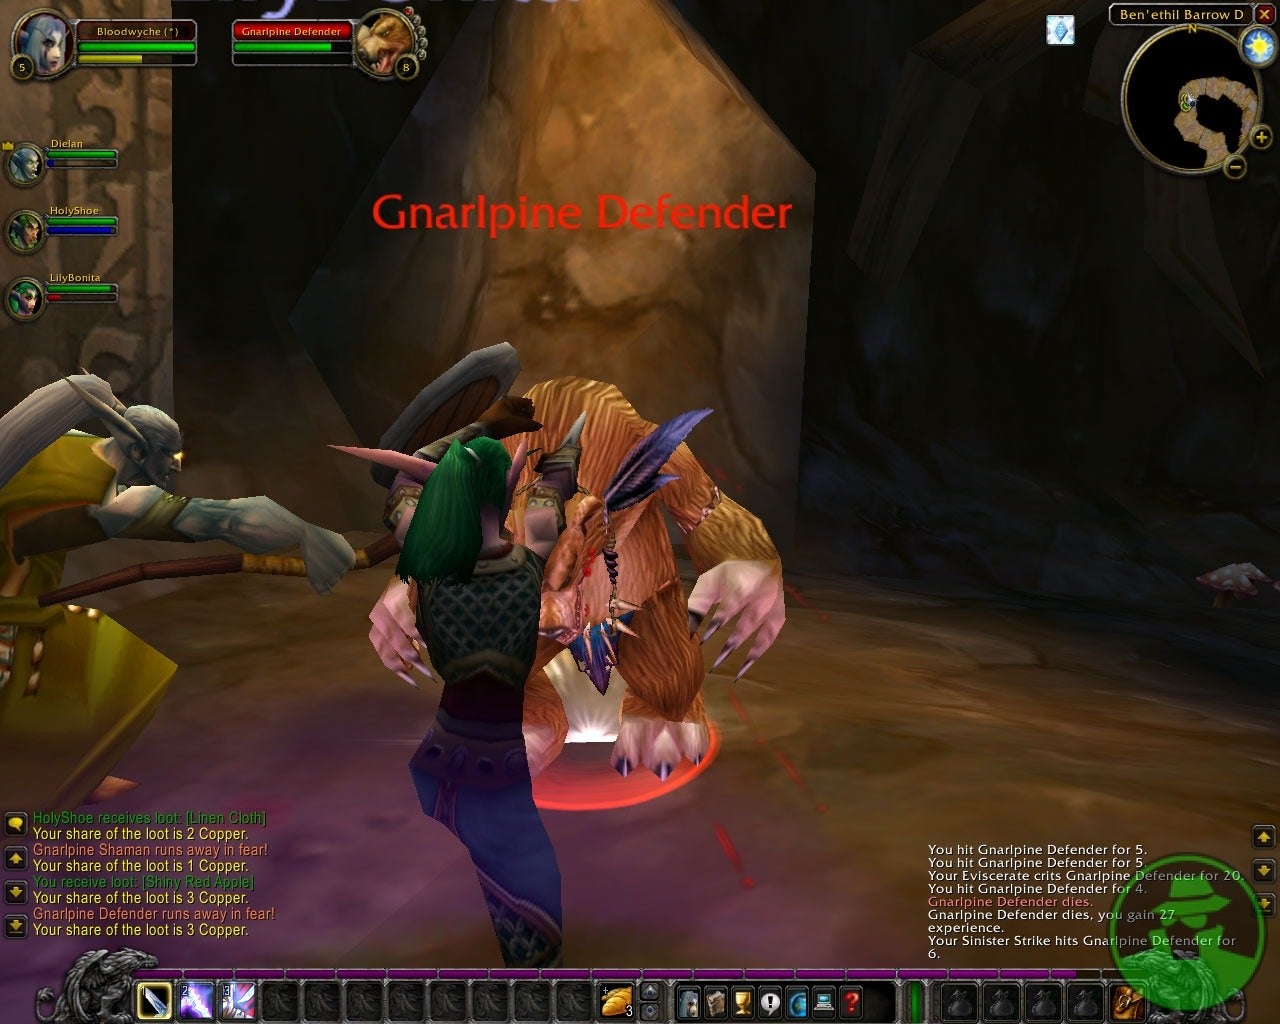 Bloodwyche (*)
5
Gnarlpine Defender
8
Ben'ethil Barrow D
N
Dielan
HolyShoe
LilyBonita
Gnarlpine Defender
HolyShoe receives loot: [Linen Cloth]
Your share of the loot is 2 Copper.
Gnarlpine Shaman runs away in fear!
Your share of the loot is 1 Copper.
You receive loot: [Shiny Red Apple]
Your share of the loot is 3 Copper.
Gnarlpine Defender runs away in fear!
Your share of the loot is 3 Copper.
You hit Gnarlpine Defender for 5.
You hit Gnarlpine Defender for 5.
Your Eviscerate crits Gnarlpine Defender for 20.
You hit Gnarlpine Defender for 4.
Gnarlpine Defender dies.
Gnarlpine Defender dies, you gain 27
experience.
Your Sinister Strike hits Gnarlpine Defender for
6.
2
3
3